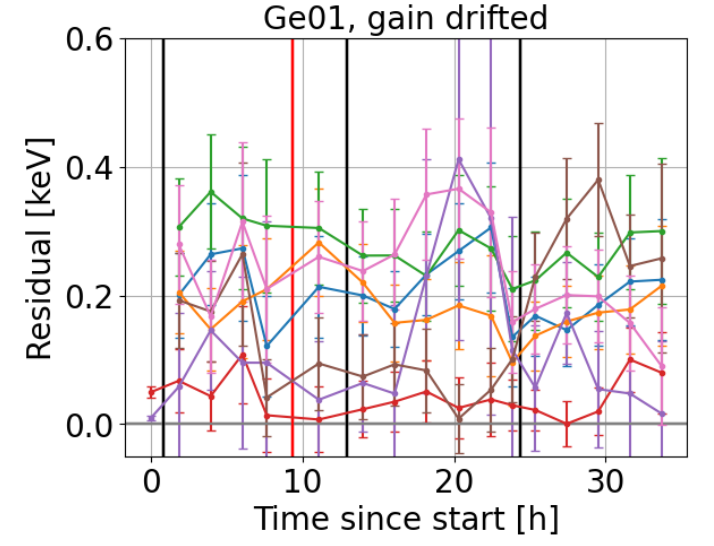 Ge01, gain drifted
0.6
0.4
0.2
0.0
Residual [keV]
0 10 20 30
Time since start [h]